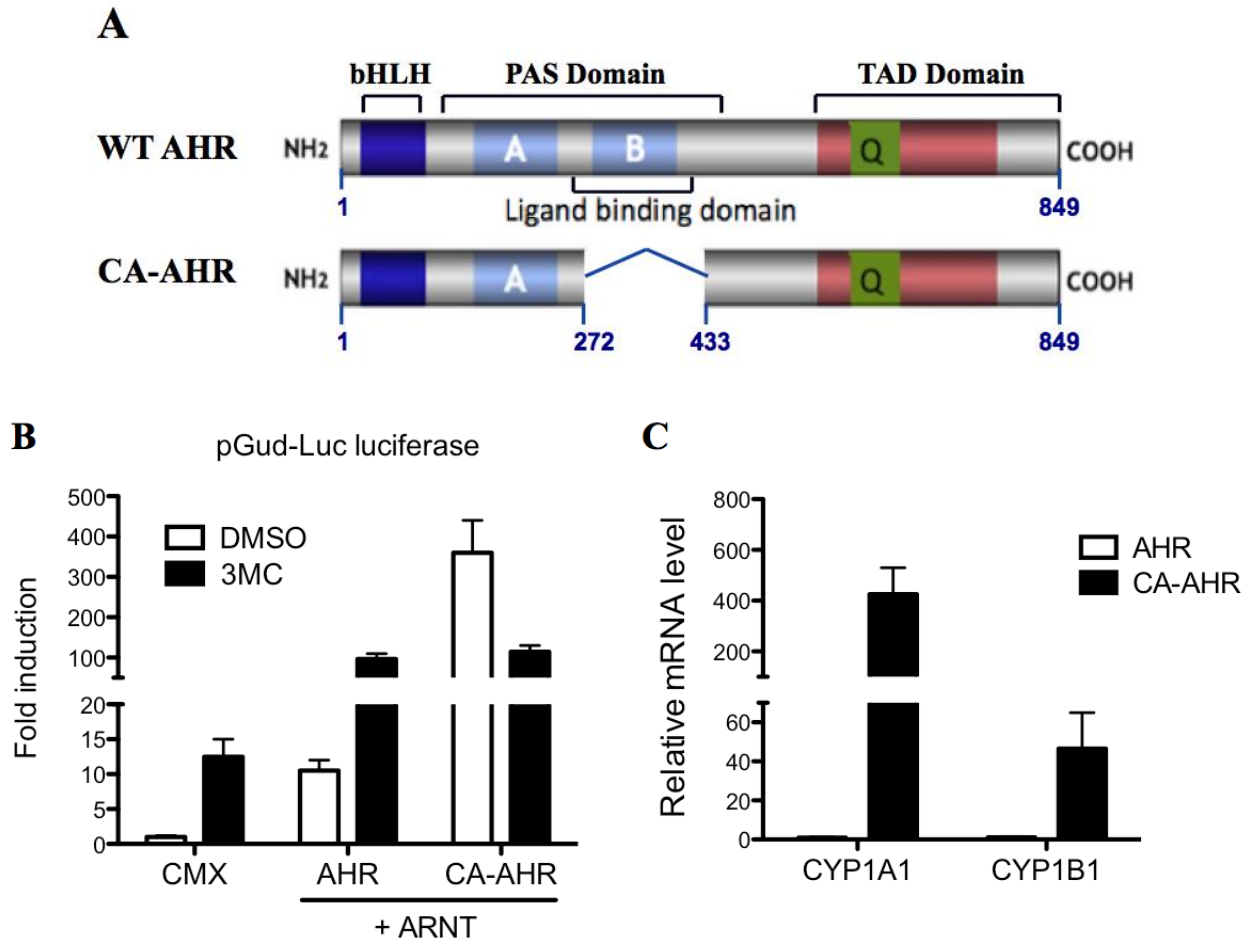 A
bHLH PAS Domain TAD Domain
WT AHR NH2 A B Q COOH
1 849
Ligand binding domain
CA-AHR NH2 A Q COOH
1 272 433 849
B
pGud-Luc luciferase
Fold induction
500
400
300
200
100
20
15
10
5
0
DMSO
3MC
CMX AHR CA-AHR
+ ARNT
C
Relative mRNA level
800
600
400
200
60
40
20
0
AHR
CA-AHR
CYP1A1 CYP1B1